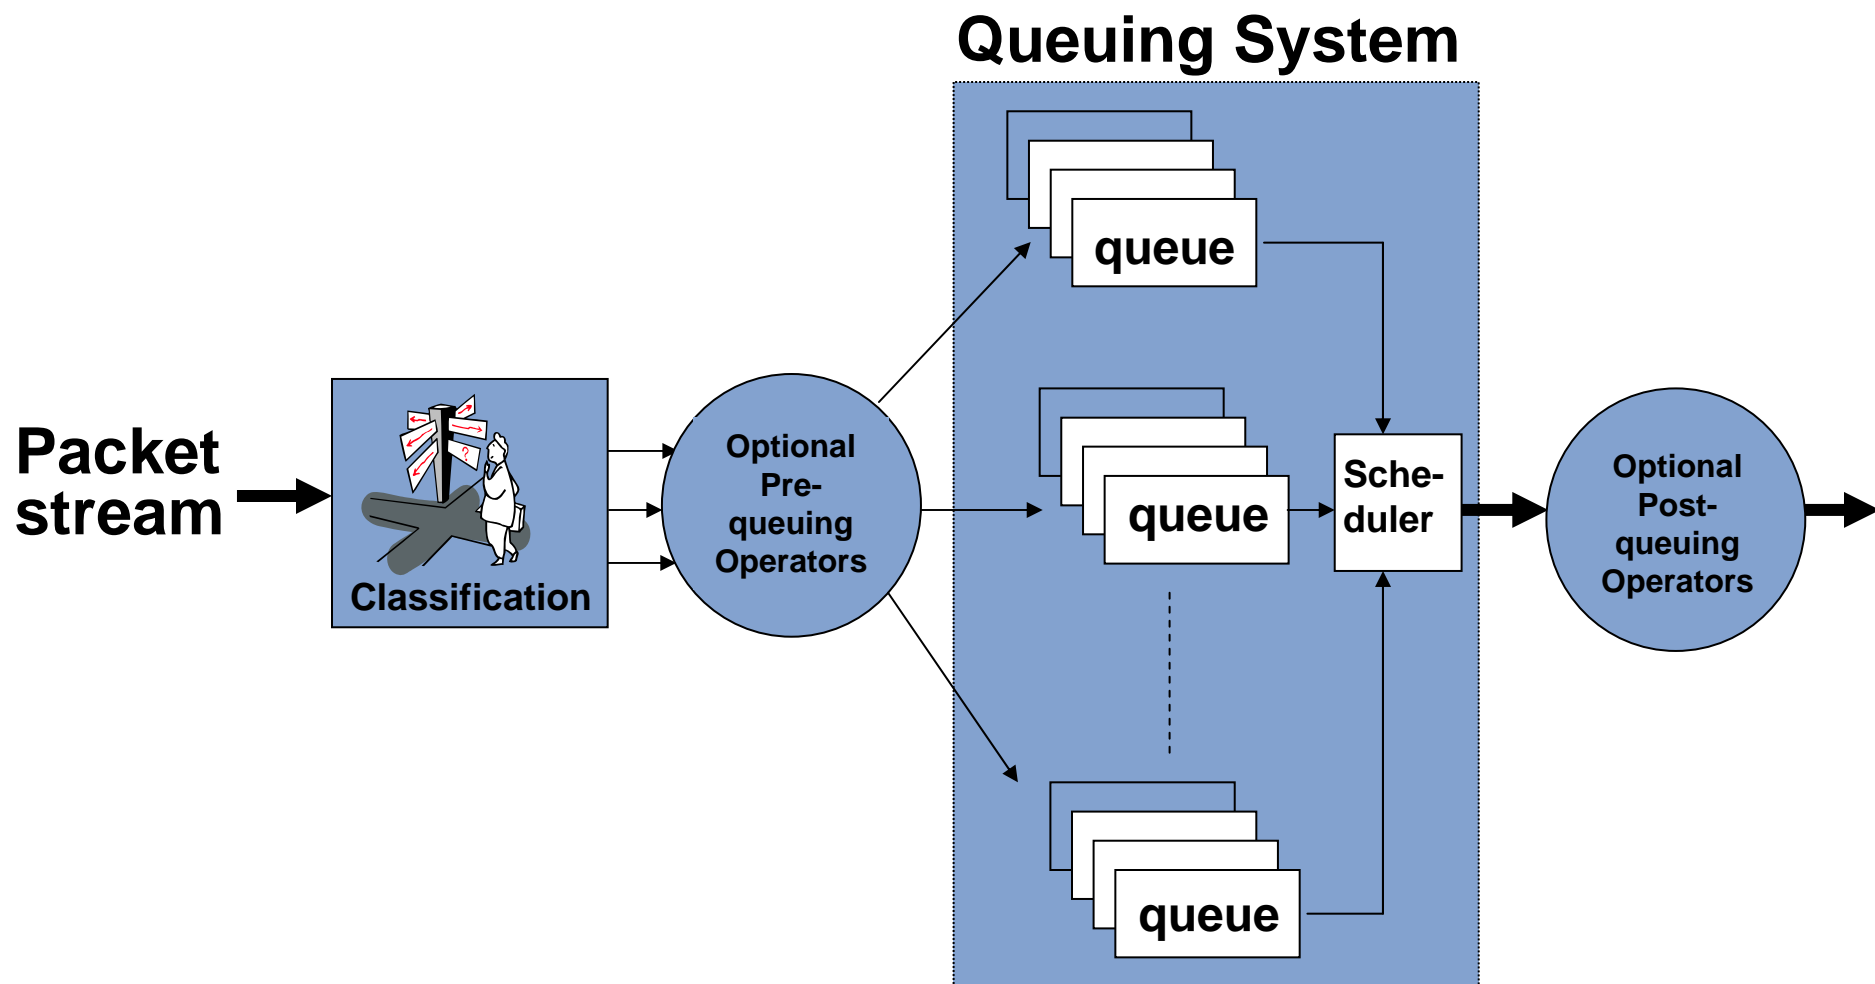 Queuing System
Packet
stream
?
Classification
Optional
Pre-
queuing
Operators
queue
queue
queue
Sche-
duler
Optional
Post-
queuing
Operators